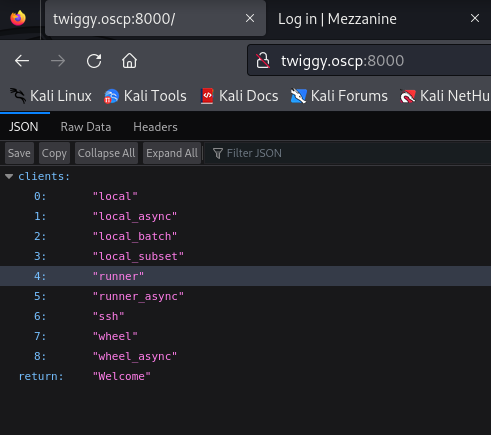 twiggy.oscp:8000/ Log in | Mezzanine
twiggy.oscp:8000
Kali Linux Kali Tools Kali Docs Kali Forums Kali NetHu
JSON Raw Data Headers
Save Copy Collapse All Expand All Filter JSON
clients:
0: "local"
1: "local_async"
2: "local_batch"
3: "local_subset"
4: "runner"
5: "runner_async"
6: "ssh"
7: "wheel"
8: "wheel_async"
return: "Welcome"